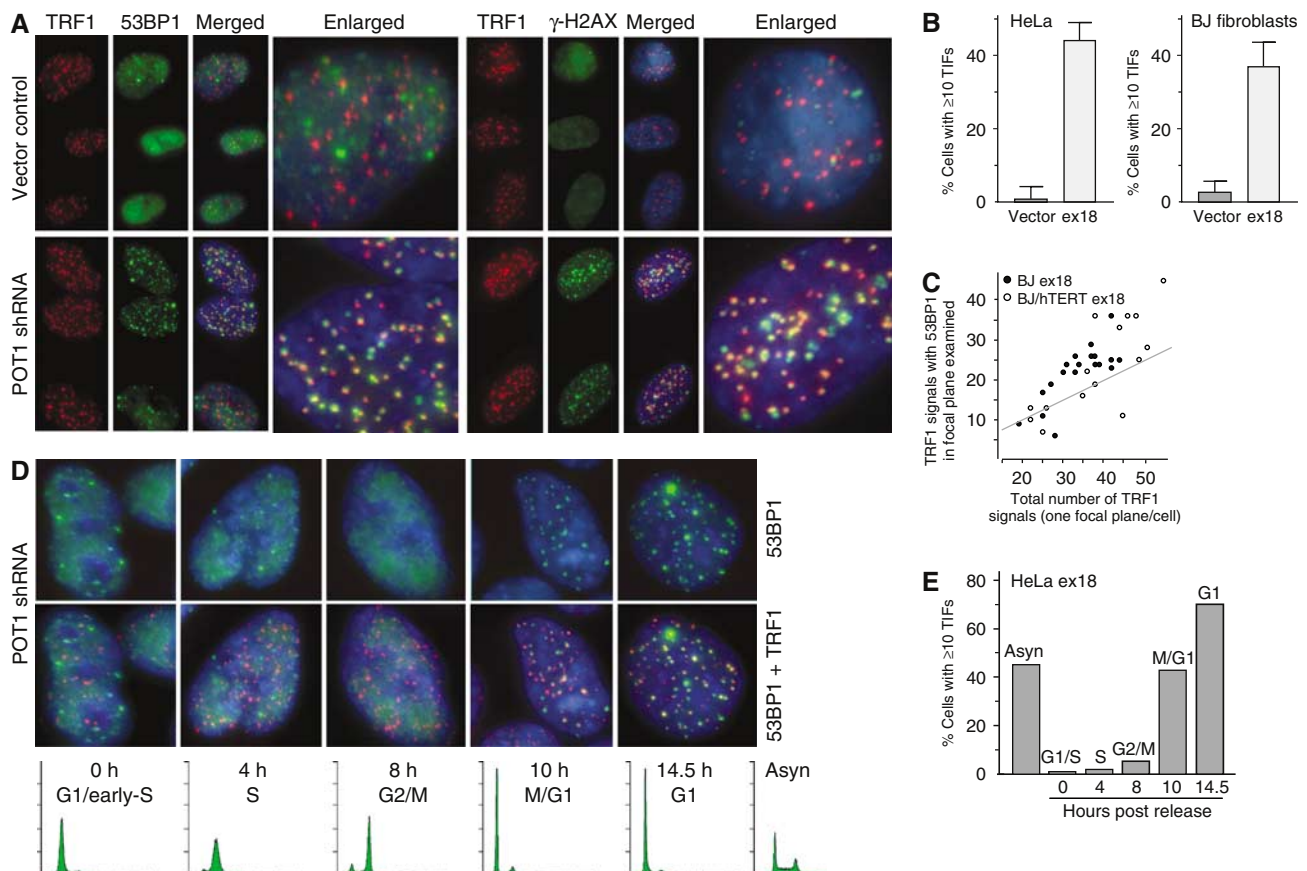 A
TRF1 53BP1 Merged Enlarged TRF1 γ-H2AX Merged Enlarged
Vector control
POT1 shRNA
B
HeLa
% Cells with ≥10 TIFs
40
20
0
Vector ex18
BJ fibroblasts
% Cells with ≥10 TIFs
40
20
0
Vector ex18
C
BJ ex18
BJ/hTERT ex18
TRF1 signals with 53BP1
in focal plane examined
40
30
20
10
20 30 40 50
Total number of TRF1
signals (one focal plane/cell)
D
POT1 shRNA
53BP1
53BP1 + TRF1
0 h
G1/early-S
4 h
S
8 h
G2/M
10 h
M/G1
14.5 h
G1
Asyn
E
HeLa ex18
% Cells with ≥10 TIFs
80
60
40
20
0
Asyn
G1/S
S
G2/M
M/G1
G1
0 4 8 10 14.5
Hours post release